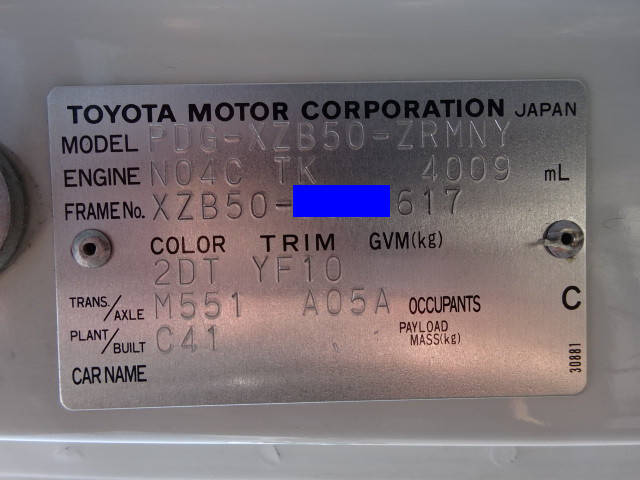 TOYOTA MOTOR CORPORATION JAPAN
MODEL PDG-XZB50-ZRMNY
ENGINE N04C TK 4009 mL
FRAME No. XZB50- 617
COLOR TRIM GVM(kg)
2DT YF10
TRANS./AXLE M551 A05A OCCUPANTS C
PLANT/BUILT C41 PAYLOAD MASS(kg)
CAR NAME
30881